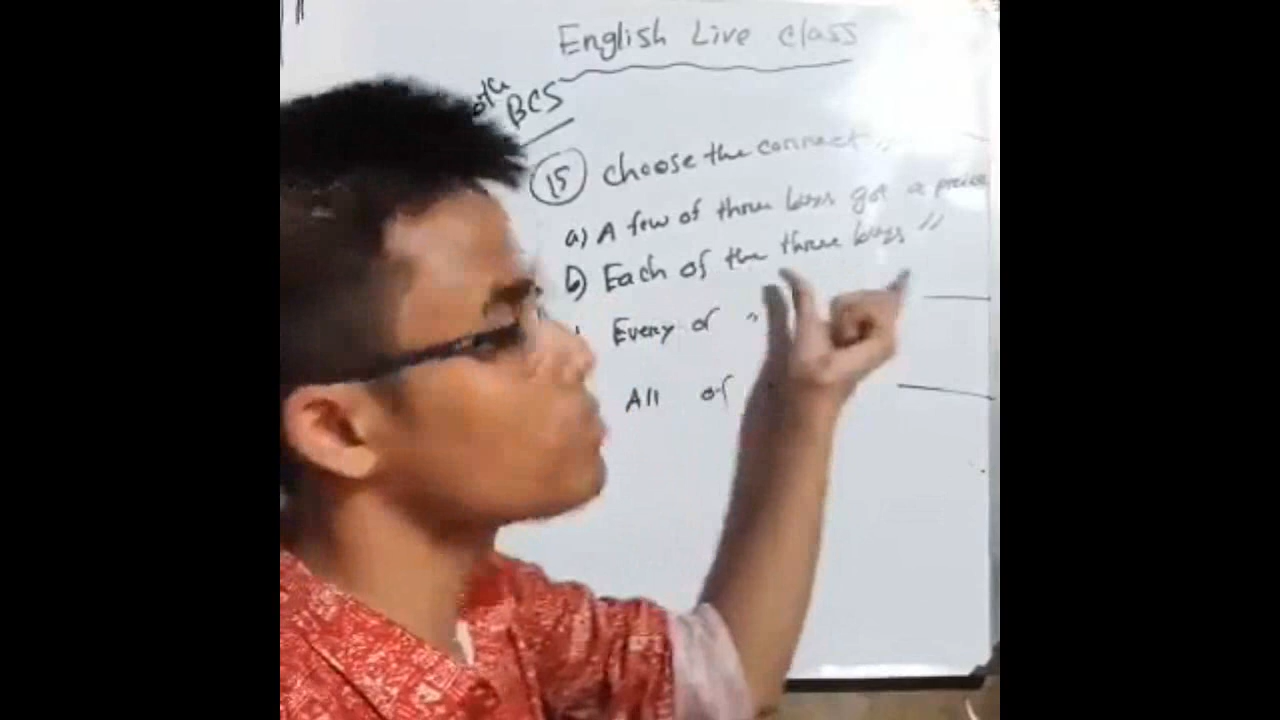 English Live class
BCS
15 choose the correct "
a) A few of three boys got a
b) Each of the three boys "
Every of "
All of